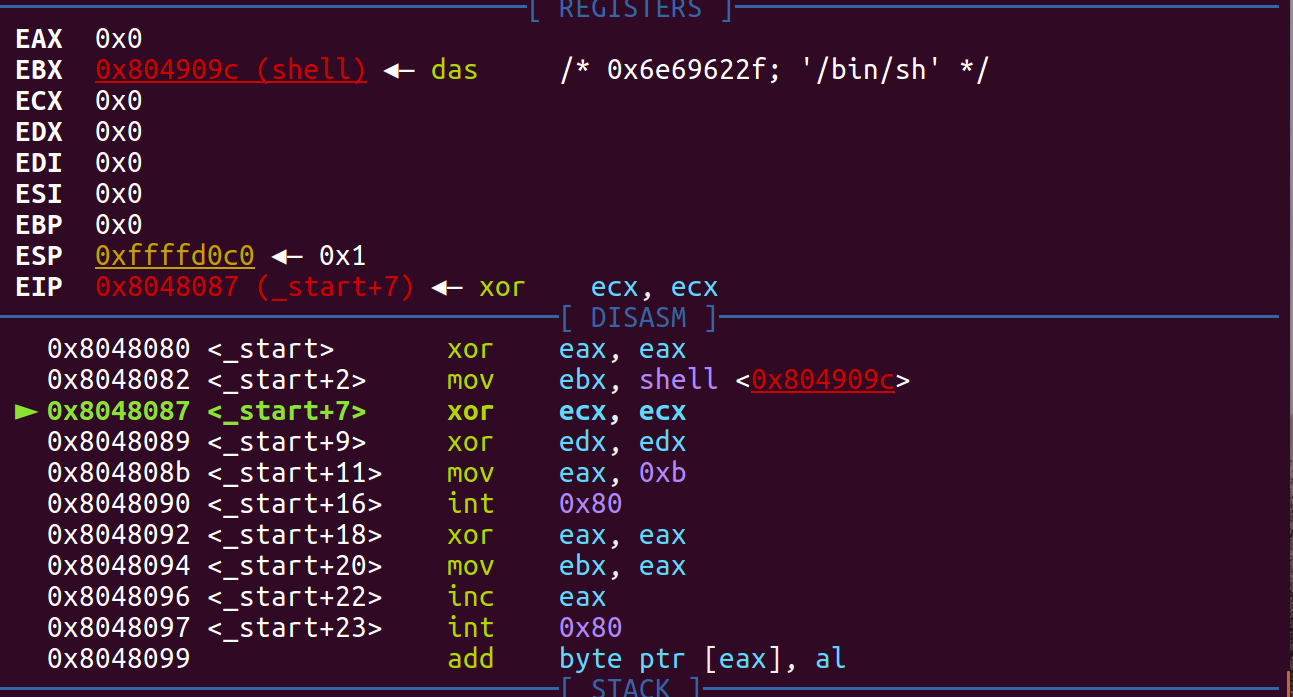 [ REGISTERS ]
EAX 0x0
EBX 0x804909c (shell) ◂— das /* 0x6e69622f; '/bin/sh' */
ECX 0x0
EDX 0x0
EDI 0x0
ESI 0x0
EBP 0x0
ESP 0xffffd0c0 ◂— 0x1
EIP 0x8048087 (_start+7) ◂— xor ecx, ecx
[ DISASM ]
0x8048080 <_start> xor eax, eax
0x8048082 <_start+2> mov ebx, shell <0x804909c>
► 0x8048087 <_start+7> xor ecx, ecx
0x8048089 <_start+9> xor edx, edx
0x804808b <_start+11> mov eax, 0xb
0x8048090 <_start+16> int 0x80
0x8048092 <_start+18> xor eax, eax
0x8048094 <_start+20> mov ebx, eax
0x8048096 <_start+22> inc eax
0x8048097 <_start+23> int 0x80
0x8048099 add byte ptr [eax], al
[ STACK ]